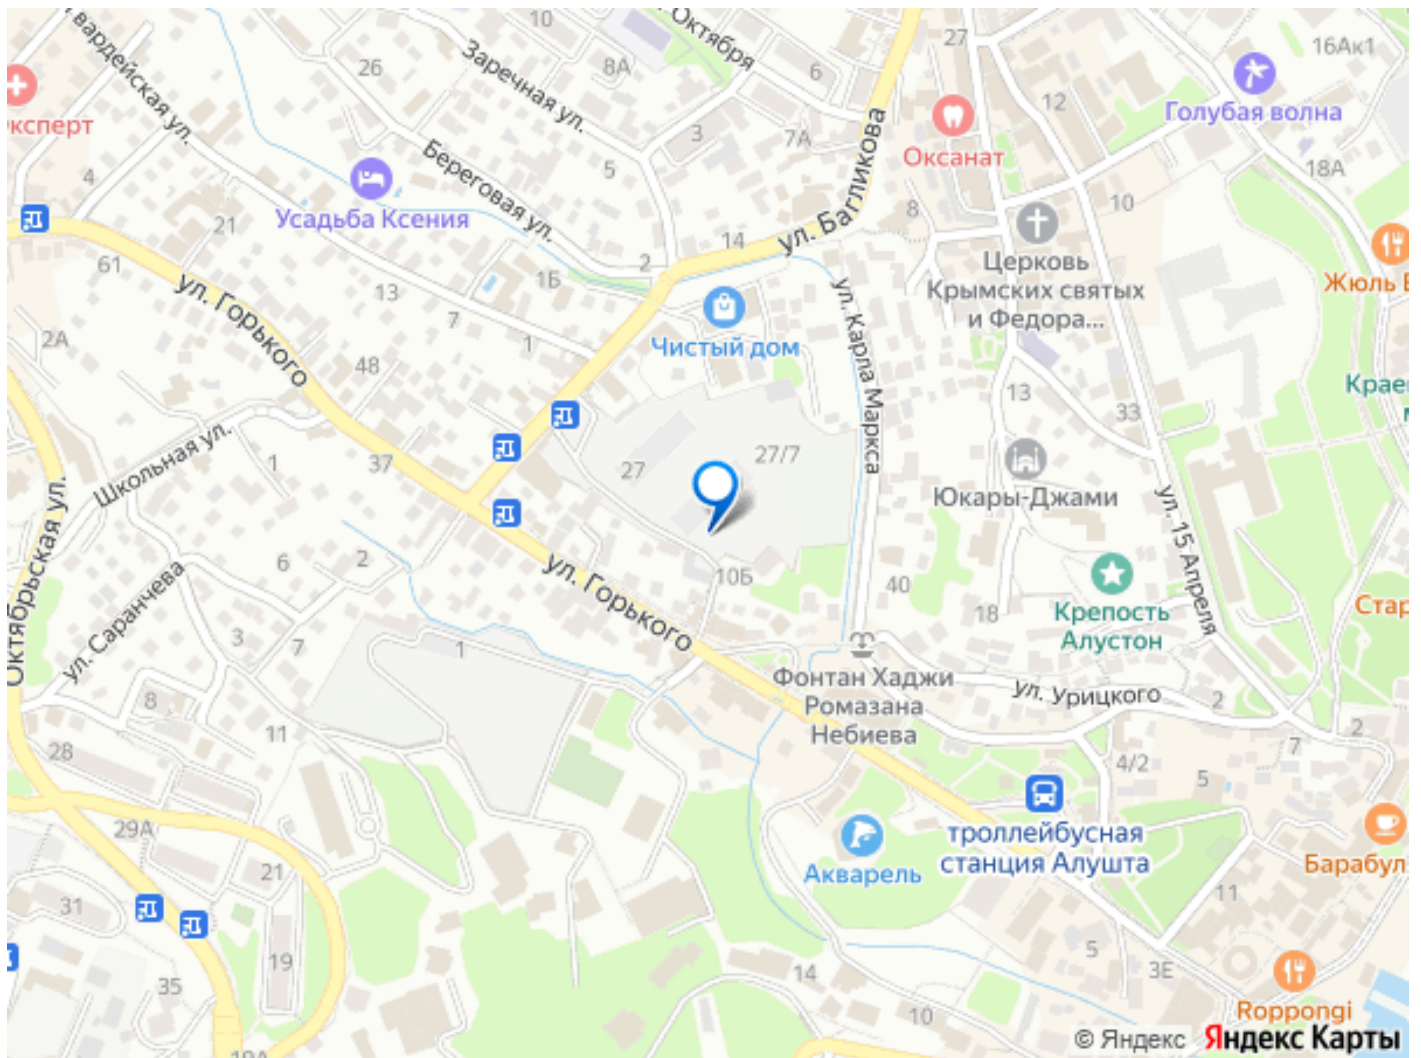 Гвардейская ул.
10
Октября
27
16Ак1
26
Заречная ул.
8А
6
12
Голубая волна
ксперт
Береговая ул.
3
7А
ул. Багликова
Оксанат
4
5
18А
Усадьба Ксения
21
14
8
10
61
2
1Б
Церковь
Крымских святых
и Федора...
Жюль В
ул. Горького
13
7
1
2А
48
Чистый дом
ул. Карла Маркса
13
33
Крае
м
Школьная ул.
1
37
27
27/7
Юкары-Джами
ул. 15 Апреля
Октябрьская ул.
6
2
ул. Горького
10Б
40
18
Крепость
Алустон
Стар
ул. Саранчева
3
7
1
Фонтан Хаджи
Ромазана
Небиева
ул. Урицкого
2
2
8
11
28
7
4/2
5
29А
21
троллейбусная
станция Алушта
Акварель
Барабул
11
31
19
35
14
5
3Е
10
Roppongi
19А
© Яндекс Яндекс Карты